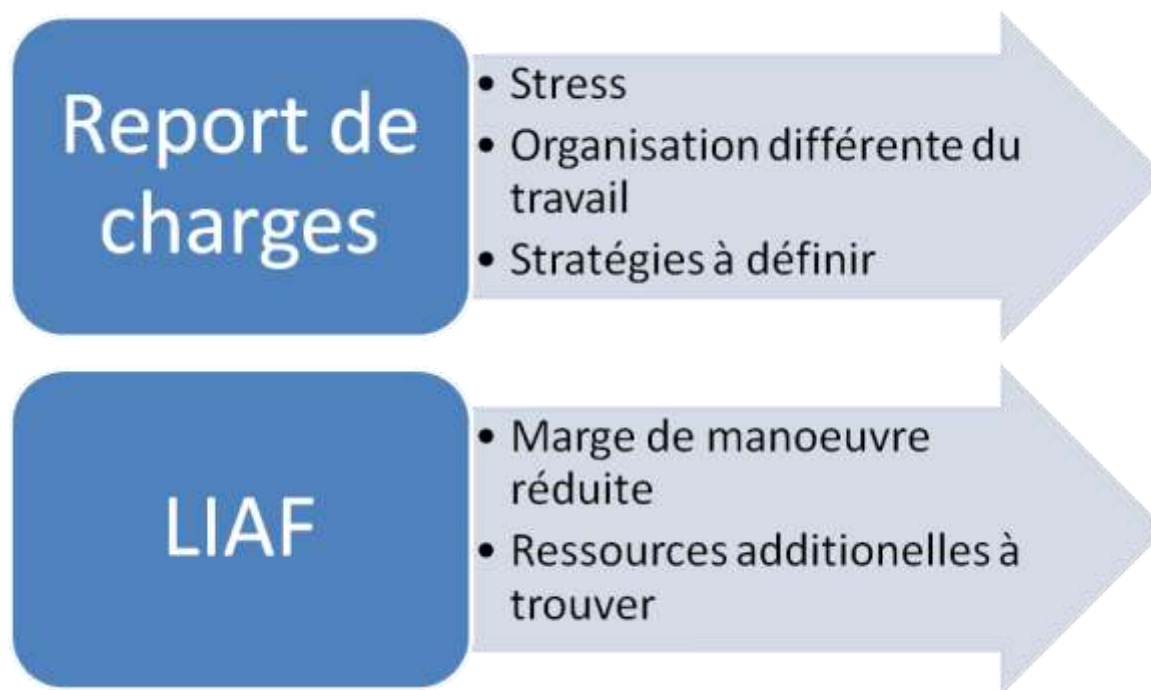 Report de
charges
• Stress
• Organisation différente du
travail
• Stratégies à définir
LIAF
• Marge de manoeuvre
réduite
• Ressources additionelles à
trouver